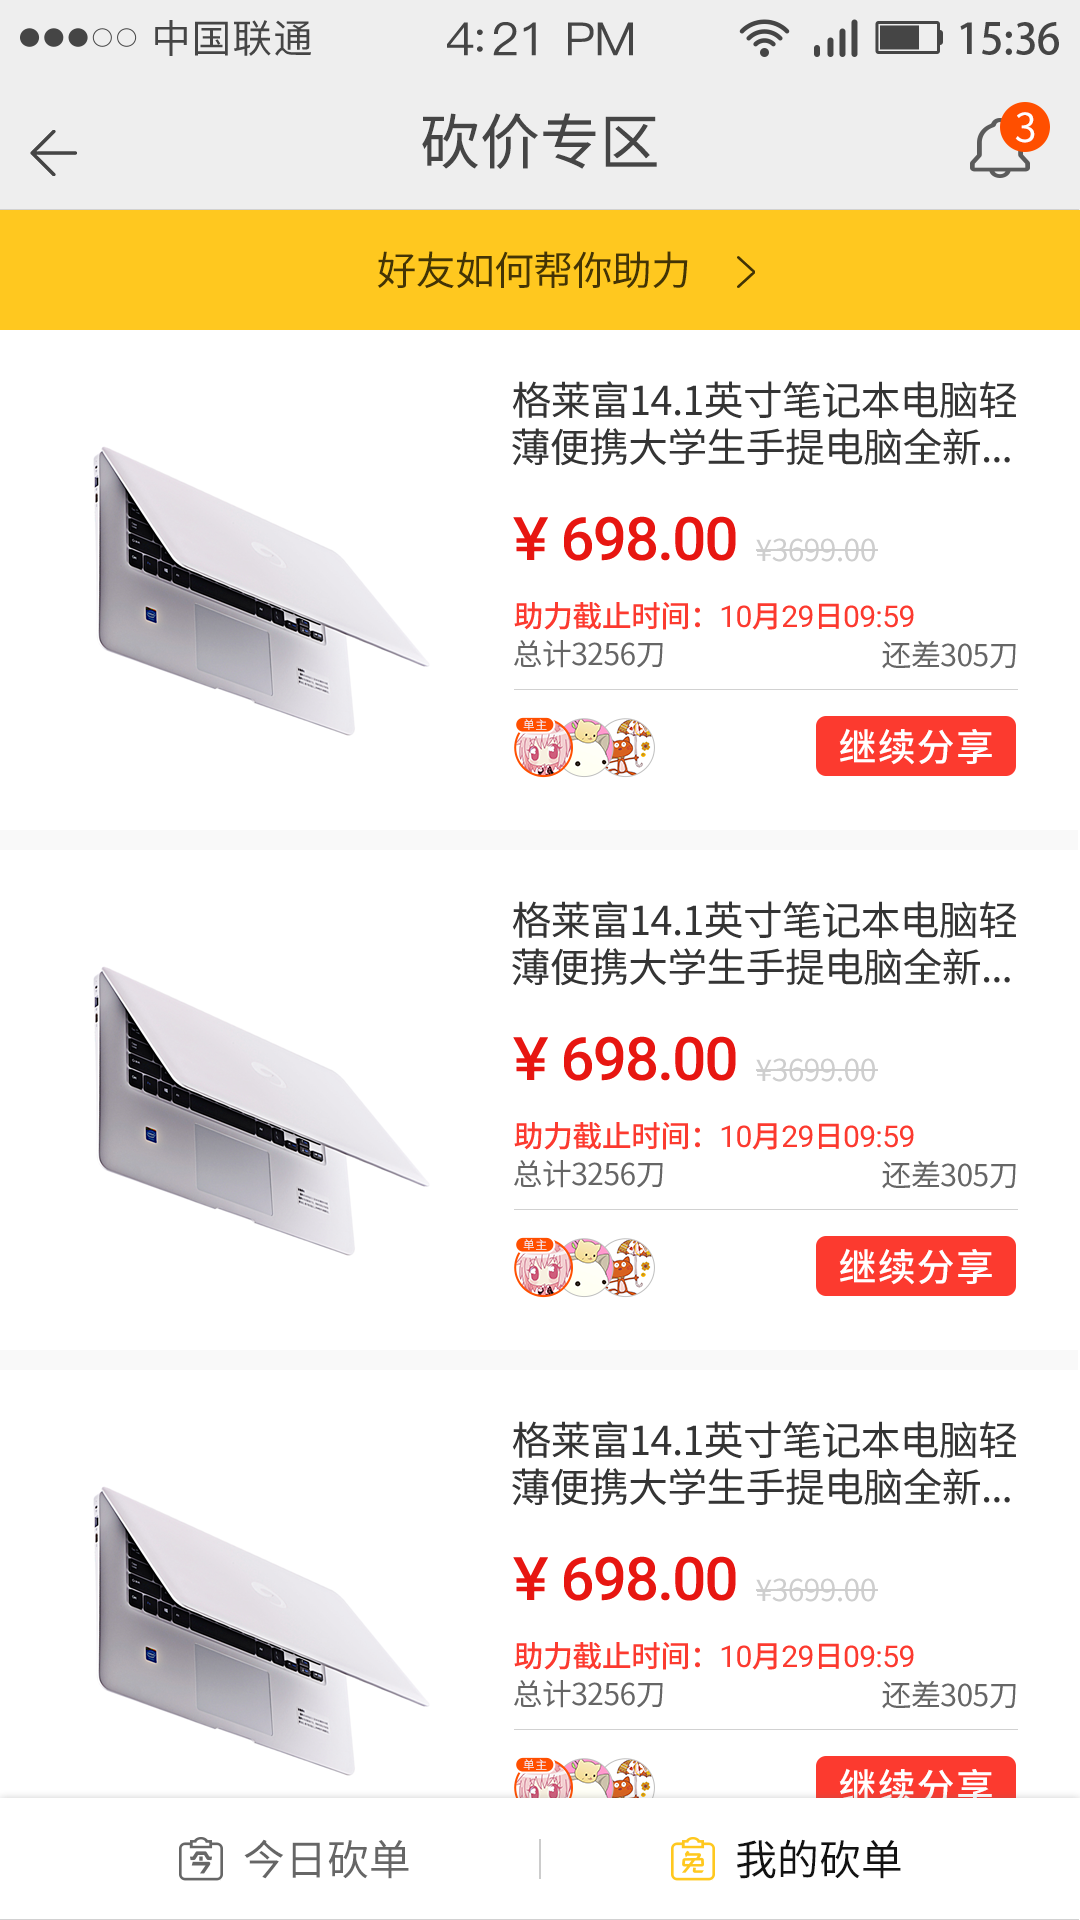 中国联通 4:21 PM 15:36
砍价专区
3
好友如何帮你助力
格莱富14.1英寸笔记本电脑轻
薄便携大学生手提电脑全新...
¥ 698.00 ¥3699.00
助力截止时间：10月29日09:59
总计3256刀 还差305刀
单主
继续分享
格莱富14.1英寸笔记本电脑轻
薄便携大学生手提电脑全新...
¥ 698.00 ¥3699.00
助力截止时间：10月29日09:59
总计3256刀 还差305刀
单主
继续分享
格莱富14.1英寸笔记本电脑轻
薄便携大学生手提电脑全新...
¥ 698.00 ¥3699.00
助力截止时间：10月29日09:59
总计3256刀 还差305刀
单主
继续分享
今 今日砍单 免 我的砍单